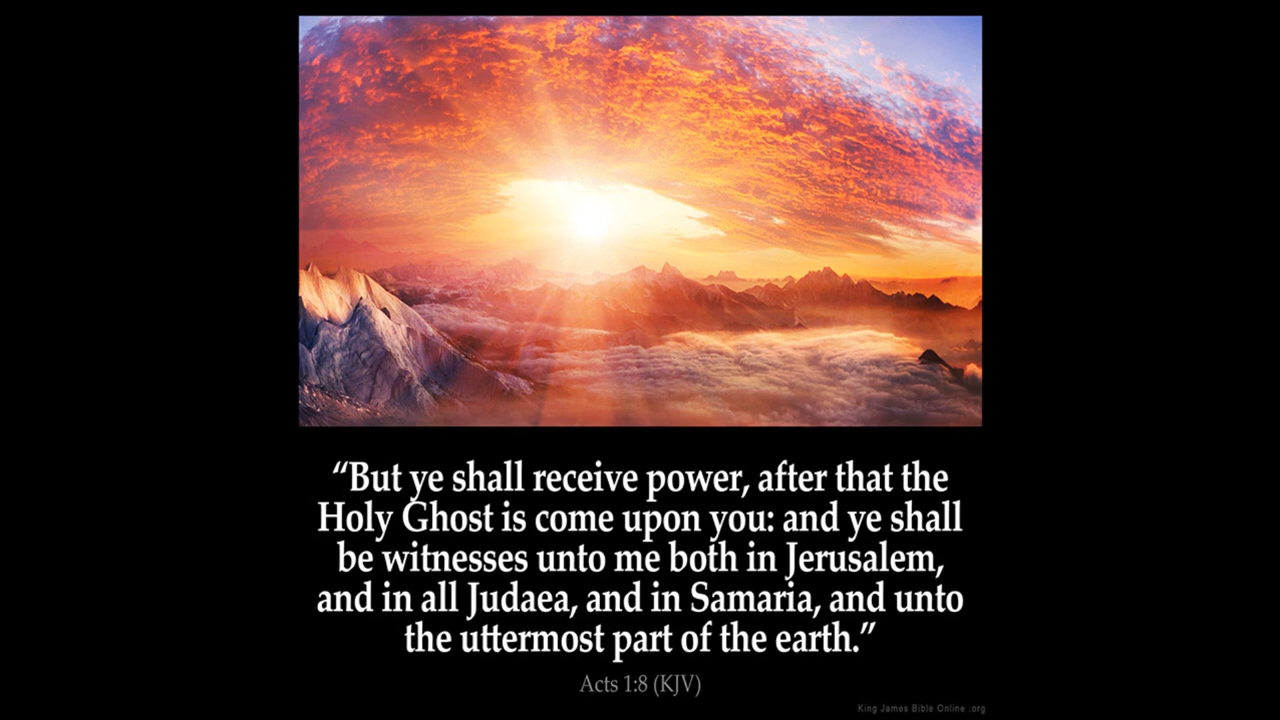 “But ye shall receive power, after that the
Holy Ghost is come upon you: and ye shall
be witnesses unto me both in Jerusalem,
and in all Judaea, and in Samaria, and unto
the uttermost part of the earth.”
Acts 1:8 (KJV)
King James Bible Online .org